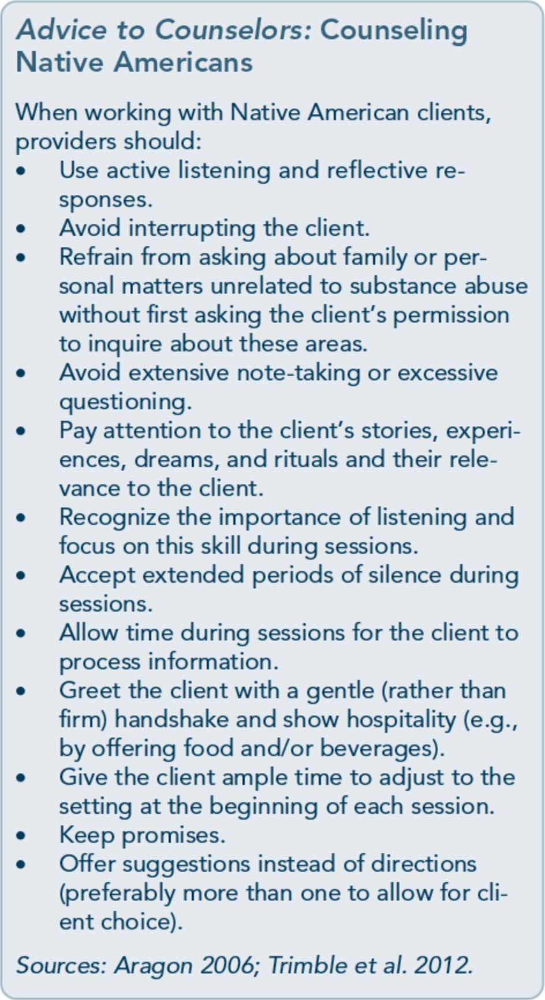 Advice to Counselors: Counseling
Native Americans
When working with Native American clients,
providers should:
• Use active listening and reflective re-
sponses.
• Avoid interrupting the client.
• Refrain from asking about family or per-
sonal matters unrelated to substance abuse
without first asking the client’s permission
to inquire about these areas.
• Avoid extensive note-taking or excessive
questioning.
• Pay attention to the client’s stories, experi-
ences, dreams, and rituals and their rele-
vance to the client.
• Recognize the importance of listening and
focus on this skill during sessions.
• Accept extended periods of silence during
sessions.
• Allow time during sessions for the client to
process information.
• Greet the client with a gentle (rather than
firm) handshake and show hospitality (e.g.,
by offering food and/or beverages).
• Give the client ample time to adjust to the
setting at the beginning of each session.
• Keep promises.
• Offer suggestions instead of directions
(preferably more than one to allow for cli-
ent choice).
Sources: Aragon 2006; Trimble et al. 2012.